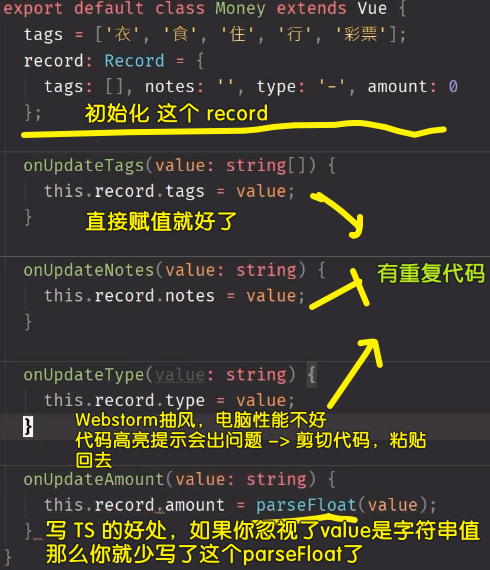 export default class Money extends Vue {
tags = ['衣', '食', '住', '行', '彩票'];
record: Record = {
tags: [], notes: '', type: '-', amount: 0
};
初始化 这个 record
onUpdateTags(value: string[]) {
this.record.tags = value;
}
直接赋值就好了
onUpdateNotes(value: string) {
有重复代码
this.record.notes = value;
}
onUpdateType(value: string) {
this.record.type = value;
}
Webstorm抽风，电脑性能不好
代码高亮提示会出问题 -> 剪切代码，粘贴
回去
onUpdateAmount(value: string) {
this.record.amount = parseFloat(value);
}
写 TS 的好处，如果你忽视了value是字符串值
那么你就少写了这个parseFloat了
}